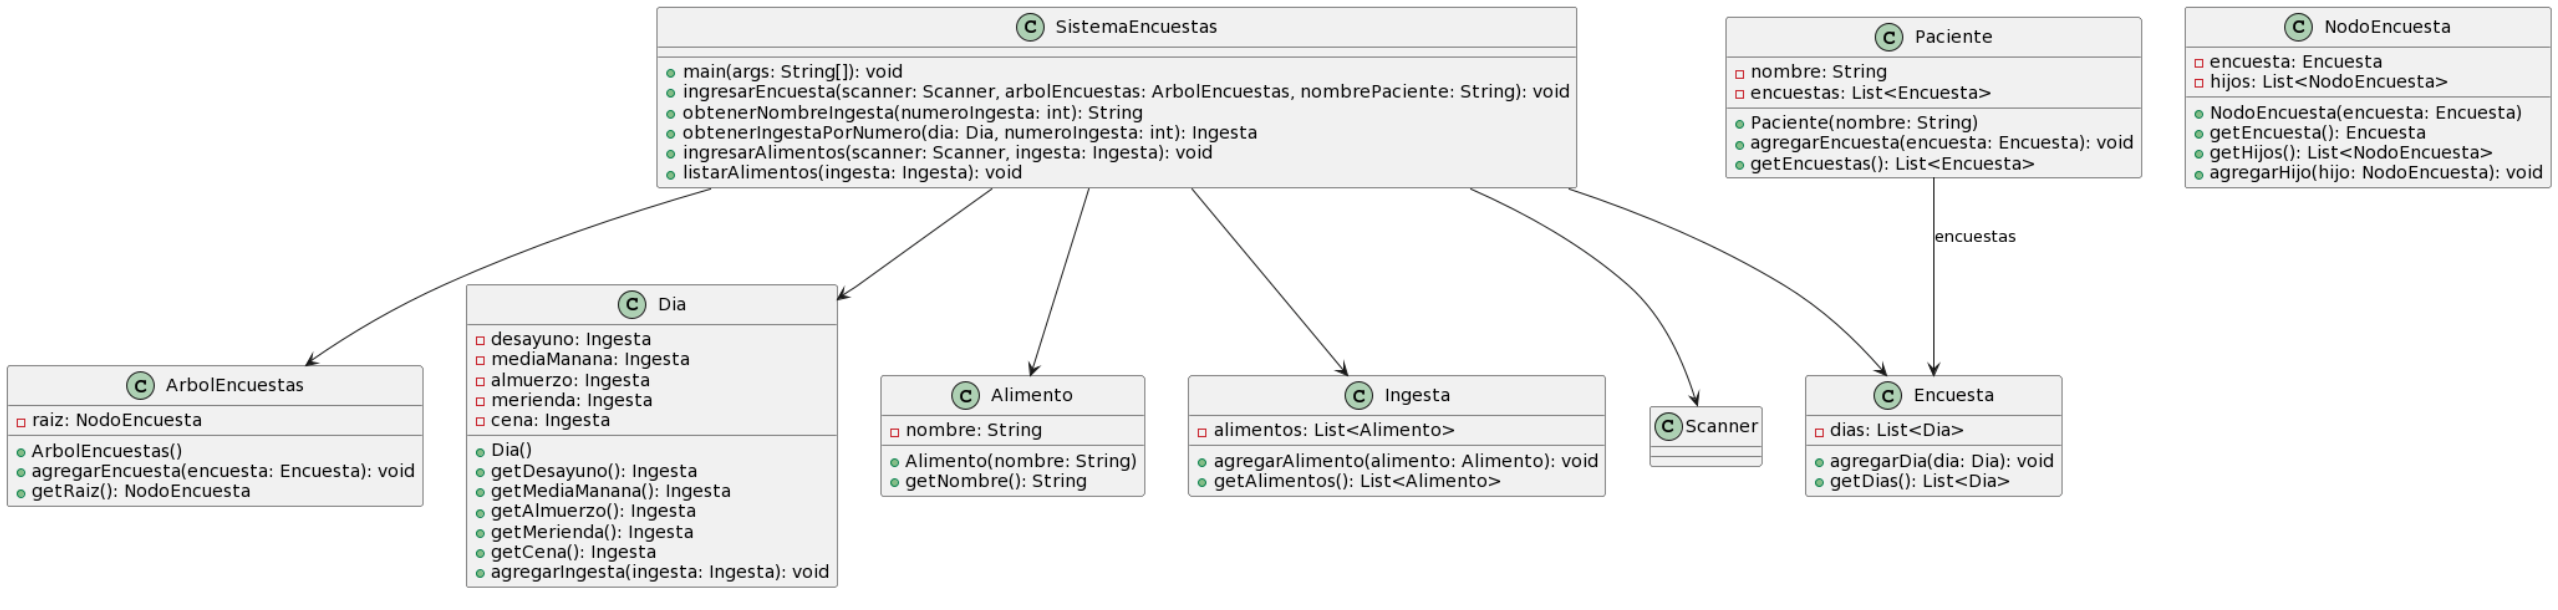 SistemaEncuestas
main(args: String[]): void
ingresarEncuesta(scanner: Scanner, arbolEncuestas: ArbolEncuestas, nombrePaciente: String): void
obtenerNombreIngesta(numeroIngesta: int): String
obtenerIngestaPorNumero(dia: Dia, numeroIngesta: int): Ingesta
ingresarAlimentos(scanner: Scanner, ingesta: Ingesta): void
listarAlimentos(ingesta: Ingesta): void
Paciente
nombre: String
encuestas: List<Encuesta>
Paciente(nombre: String)
agregarEncuesta(encuesta: Encuesta): void
getEncuestas(): List<Encuesta>
NodoEncuesta
encuesta: Encuesta
hijos: List<NodoEncuesta>
NodoEncuesta(encuesta: Encuesta)
getEncuesta(): Encuesta
getHijos(): List<NodoEncuesta>
agregarHijo(hijo: NodoEncuesta): void
encuestas
ArbolEncuestas
raiz: NodoEncuesta
ArbolEncuestas()
agregarEncuesta(encuesta: Encuesta): void
getRaiz(): NodoEncuesta
Dia
desayuno: Ingesta
mediaManana: Ingesta
almuerzo: Ingesta
merienda: Ingesta
cena: Ingesta
Dia()
getDesayuno(): Ingesta
getMediaManana(): Ingesta
getAlmuerzo(): Ingesta
getMerienda(): Ingesta
getCena(): Ingesta
agregarIngesta(ingesta: Ingesta): void
Alimento
nombre: String
Alimento(nombre: String)
getNombre(): String
Ingesta
alimentos: List<Alimento>
agregarAlimento(alimento: Alimento): void
getAlimentos(): List<Alimento>
Scanner
Encuesta
dias: List<Dia>
agregarDia(dia: Dia): void
getDias(): List<Dia>